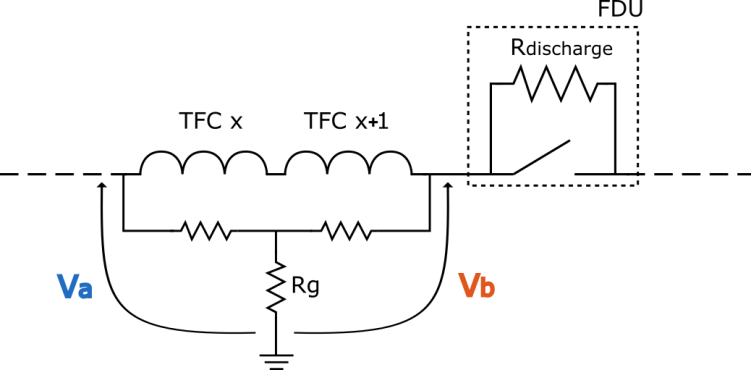 FDU
Rdischarge
TFC x
TFC x+1
Rg
Va
Vb